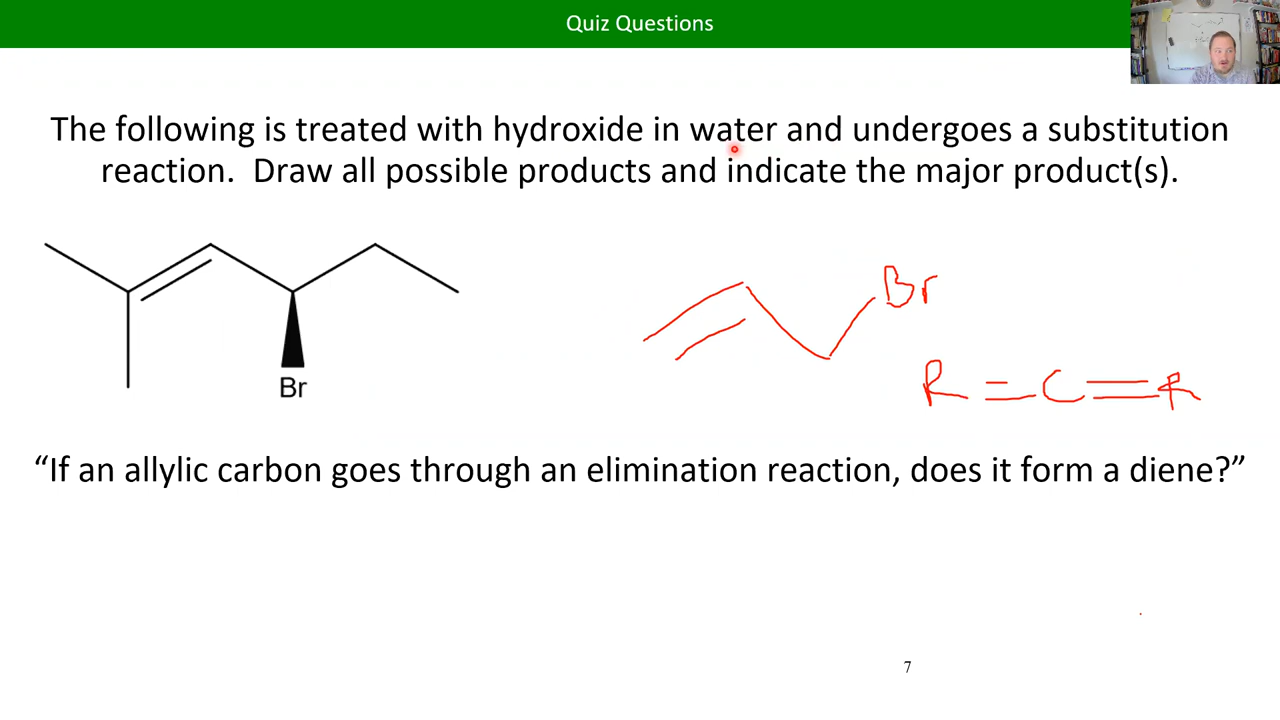 Quiz Questions
The following is treated with hydroxide in water and undergoes a substitution
reaction.  Draw all possible products and indicate the major product(s).
Br
Br
R = C = R
“If an allylic carbon goes through an elimination reaction, does it form a diene?”
7